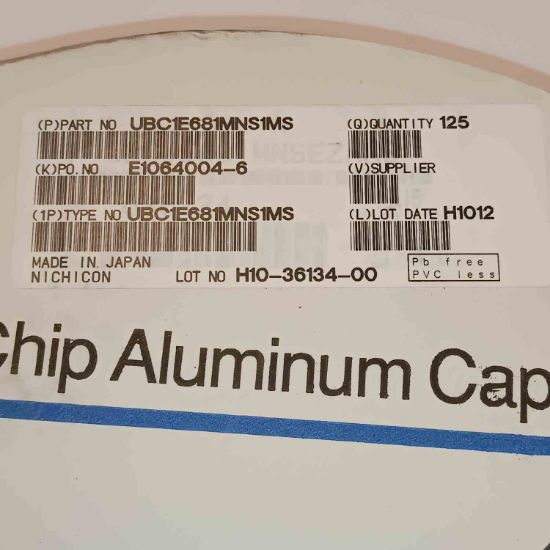 (P)PART NO UBC1E681MNS1MS (Q)QUANTITY 125
(K)PO.NO E1064004-6 (V)SUPPLIER
(1P)TYPE NO UBC1E681MNS1MS (L)LOT DATE H1012
MADE IN JAPAN
NICHICON LOT NO H10-36134-00
Pb free
PVC less
Chip Aluminum Cap